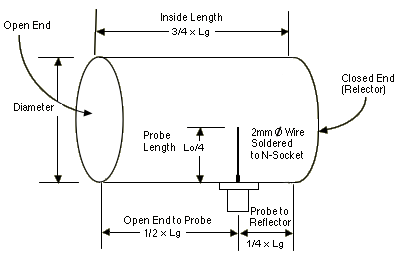 Inside Length
3/4 x Lg
Open End
Closed End
(Relector)
Diameter
Probe
Length
Lo/4
2mm Ø Wire
Soldered
to N-Socket
Open End to Probe
1/2 x Lg
Probe to
Reflector
1/4 x Lg